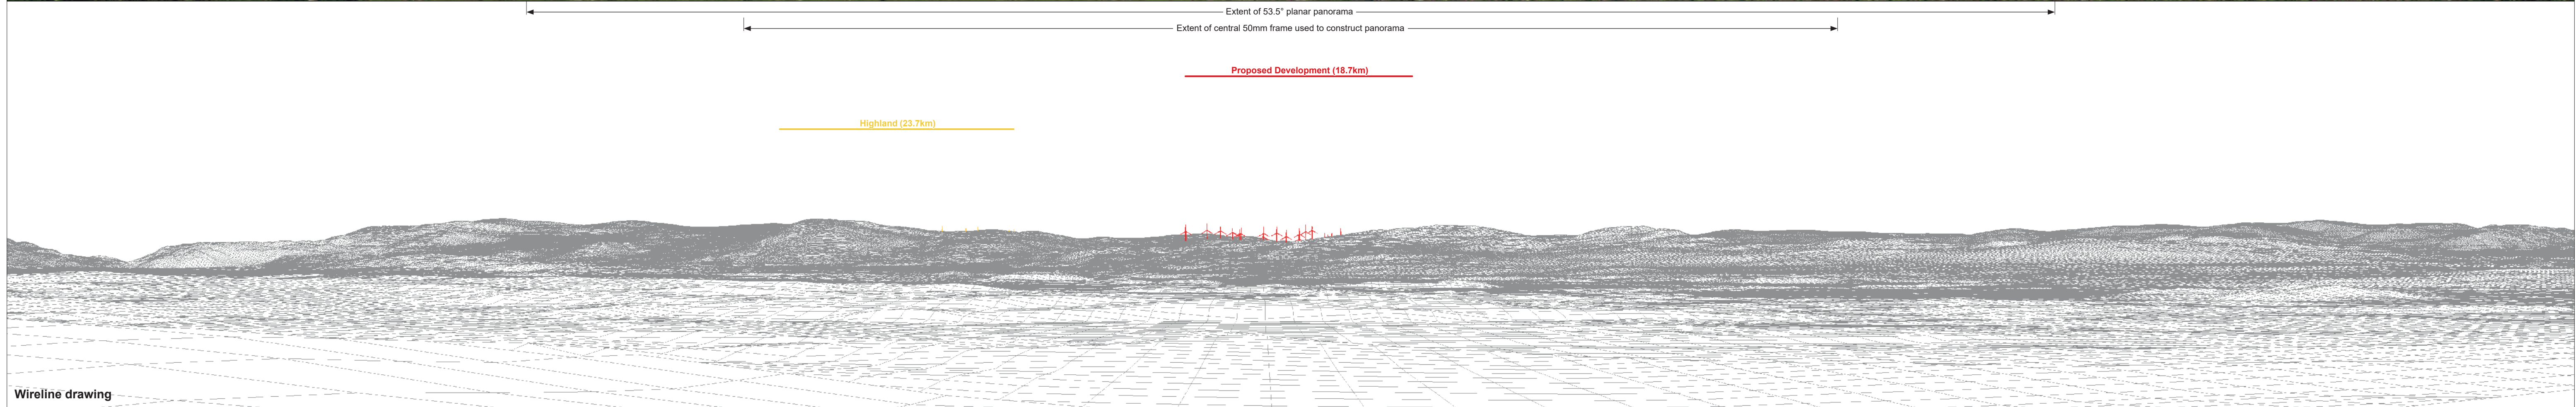 Extent of 53.5° planar panorama
Extent of central 50mm frame used to construct panorama
Proposed Development (18.7km)
Highland (23.7km)
Wireline drawing